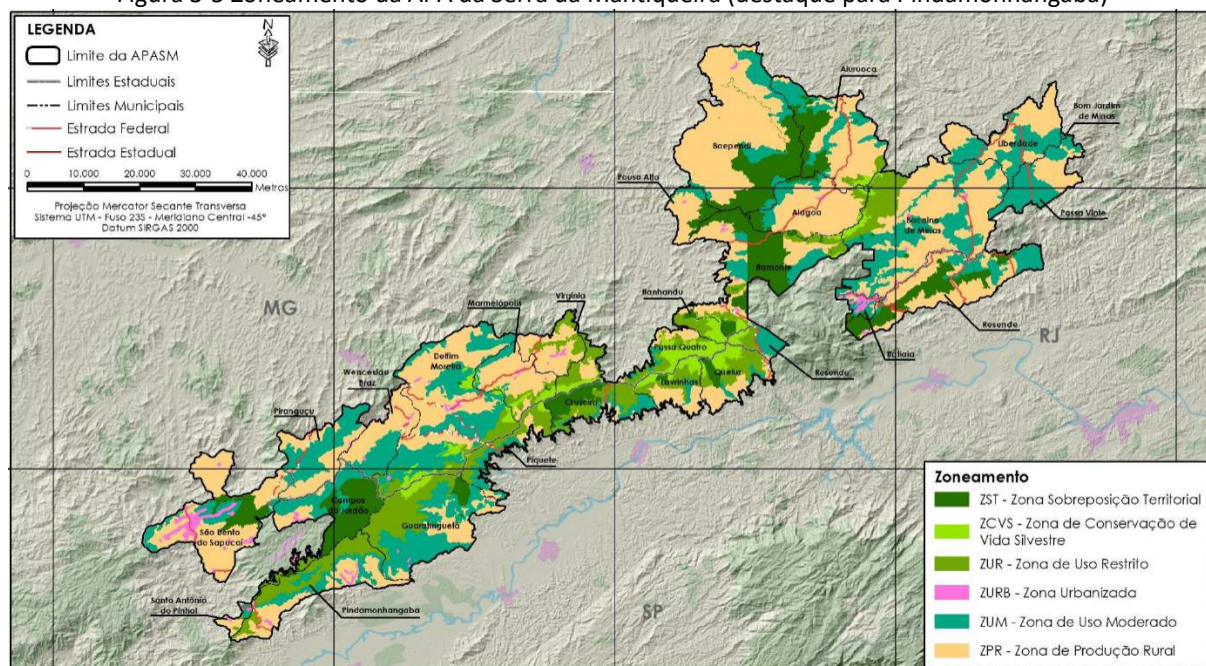 Figura 3-3 Zoneamento da APA da Serra da Mantiqueira (destaque para Pindamonhangaba)
LEGENDA
N
Limite da APASM
Limites Estaduais
Limites Municipais
Estrada Federal
Estrada Estadual
0 10.000 20.000 30.000 40.000
Metros
Projeção Mercator Secante Transversa
Sistema UTM - Fuso 23S - Meridiano Central -45°
Datum SIRGAS 2000
Aiuruoca
Bom Jardim
de Minas
Liberdade
Baependi
Pouso Alto
Alagoa
Passa Vinte
Bocaina
de Minas
Itamonte
MG
Marmelópolis
Virgínia
Itanhandu
Resende
RJ
Itatiaia
Delfim
Moreira
Passa Quatro
Resende
Wenceslau
Braz
Lavrinhas
Queluz
Cruzeiro
Piranguçu
Piquete
Campos
do Jordão
Guaratinguetá
São Bento
do Sapucaí
Santo Antônio
do Pinhal
Pindamonhangaba
SP
Zoneamento
ZST - Zona Sobreposição Territorial
ZCVS - Zona de Conservação de
Vida Silvestre
ZUR - Zona de Uso Restrito
ZURB - Zona Urbanizada
ZUM - Zona de Uso Moderado
ZPR - Zona de Produção Rural